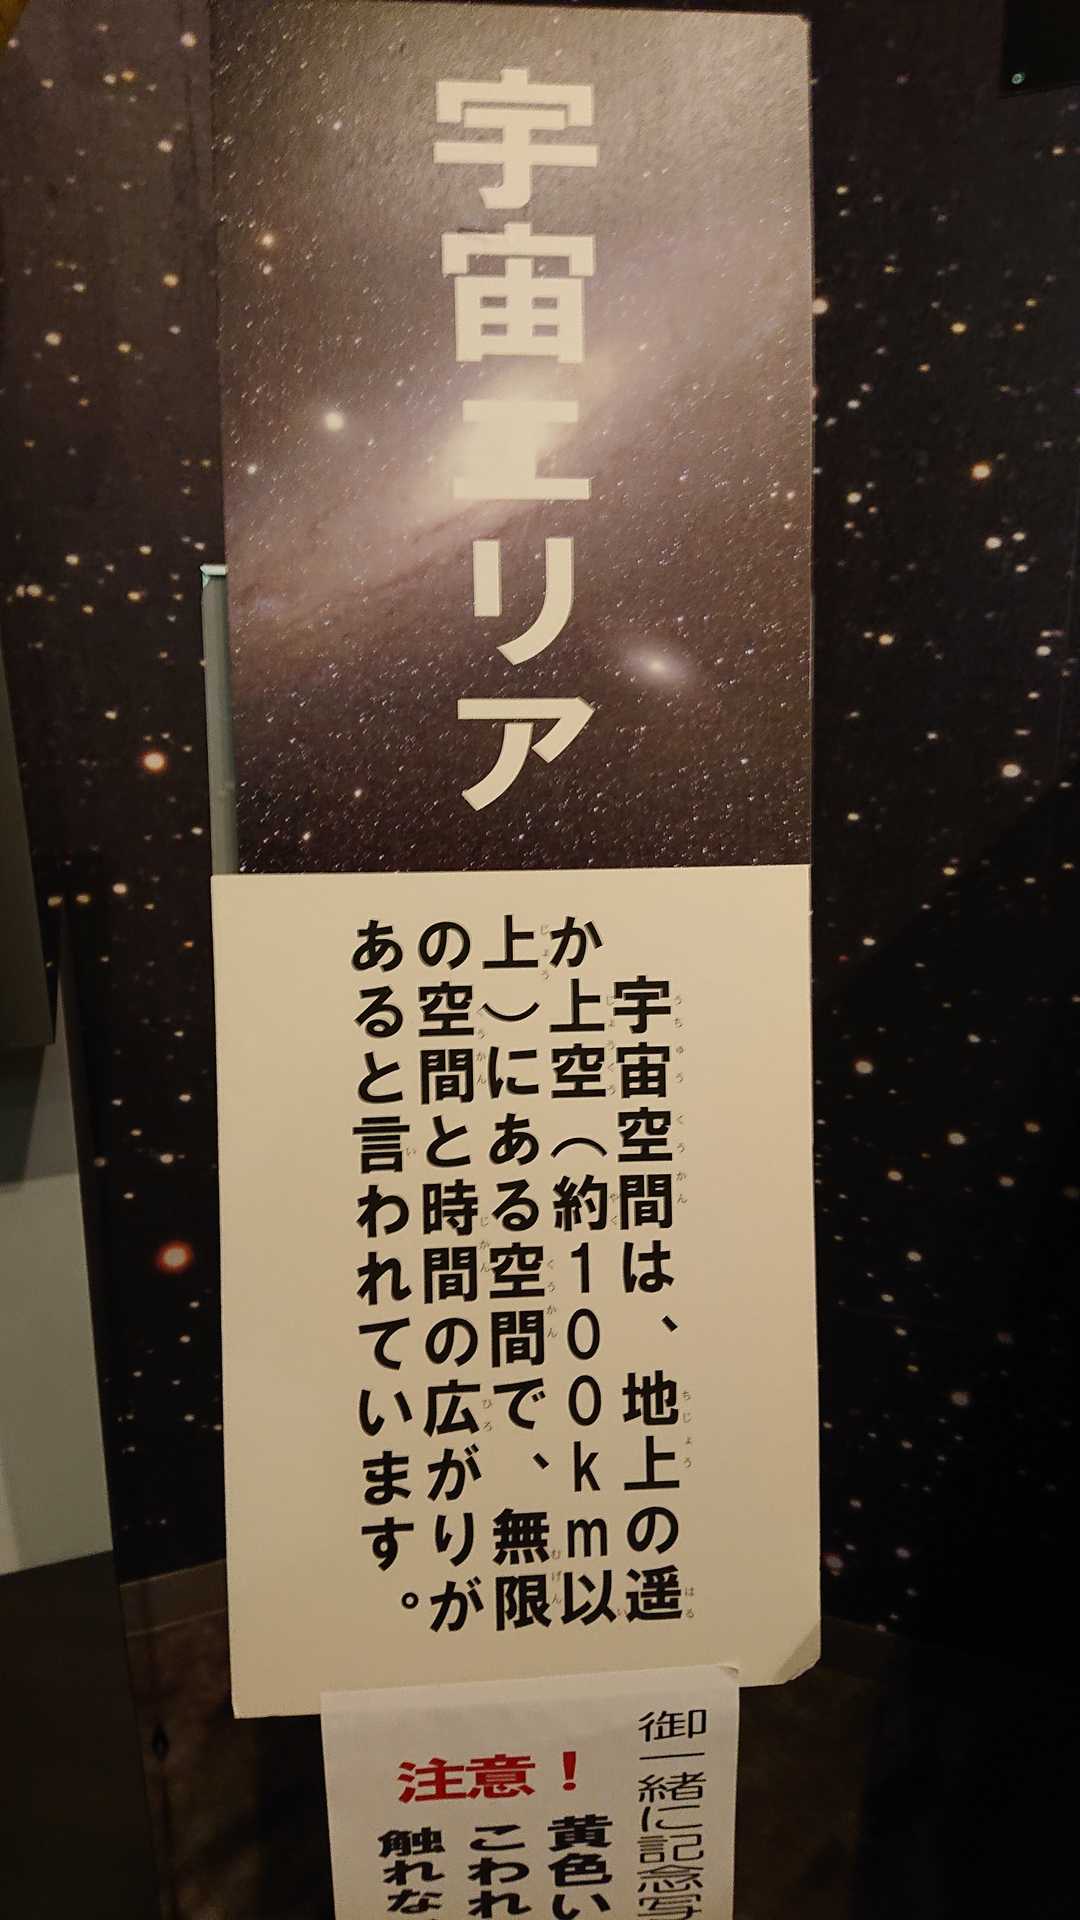 宇宙エリア
宇宙空間は、地上の遥
か上空（約100km以
上）にある空間で、無限
の空間と時間の広がりが
あると言われています。
御一緒に記念写
注意！
黄色い
こわれ
触れな